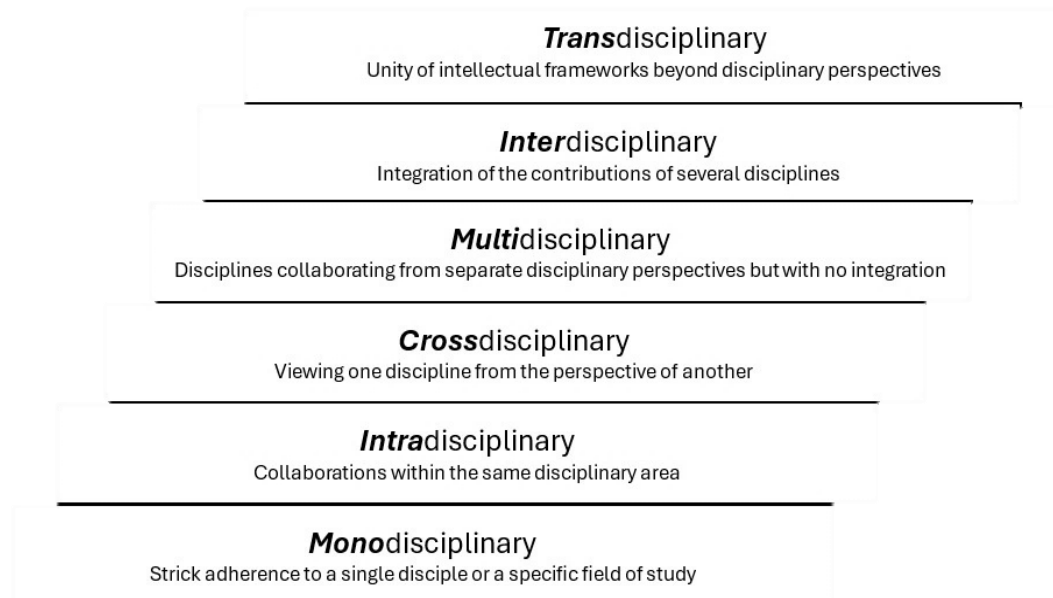 Transdisciplinary
Unity of intellectual frameworks beyond disciplinary perspectives
Interdisciplinary
Integration of the contributions of several disciplines
Multidisciplinary
Disciplines collaborating from separate disciplinary perspectives but with no integration
Crossdisciplinary
Viewing one discipline from the perspective of another
Intradisciplinary
Collaborations within the same disciplinary area
Monodisciplinary
Strick adherence to a single disciple or a specific field of study